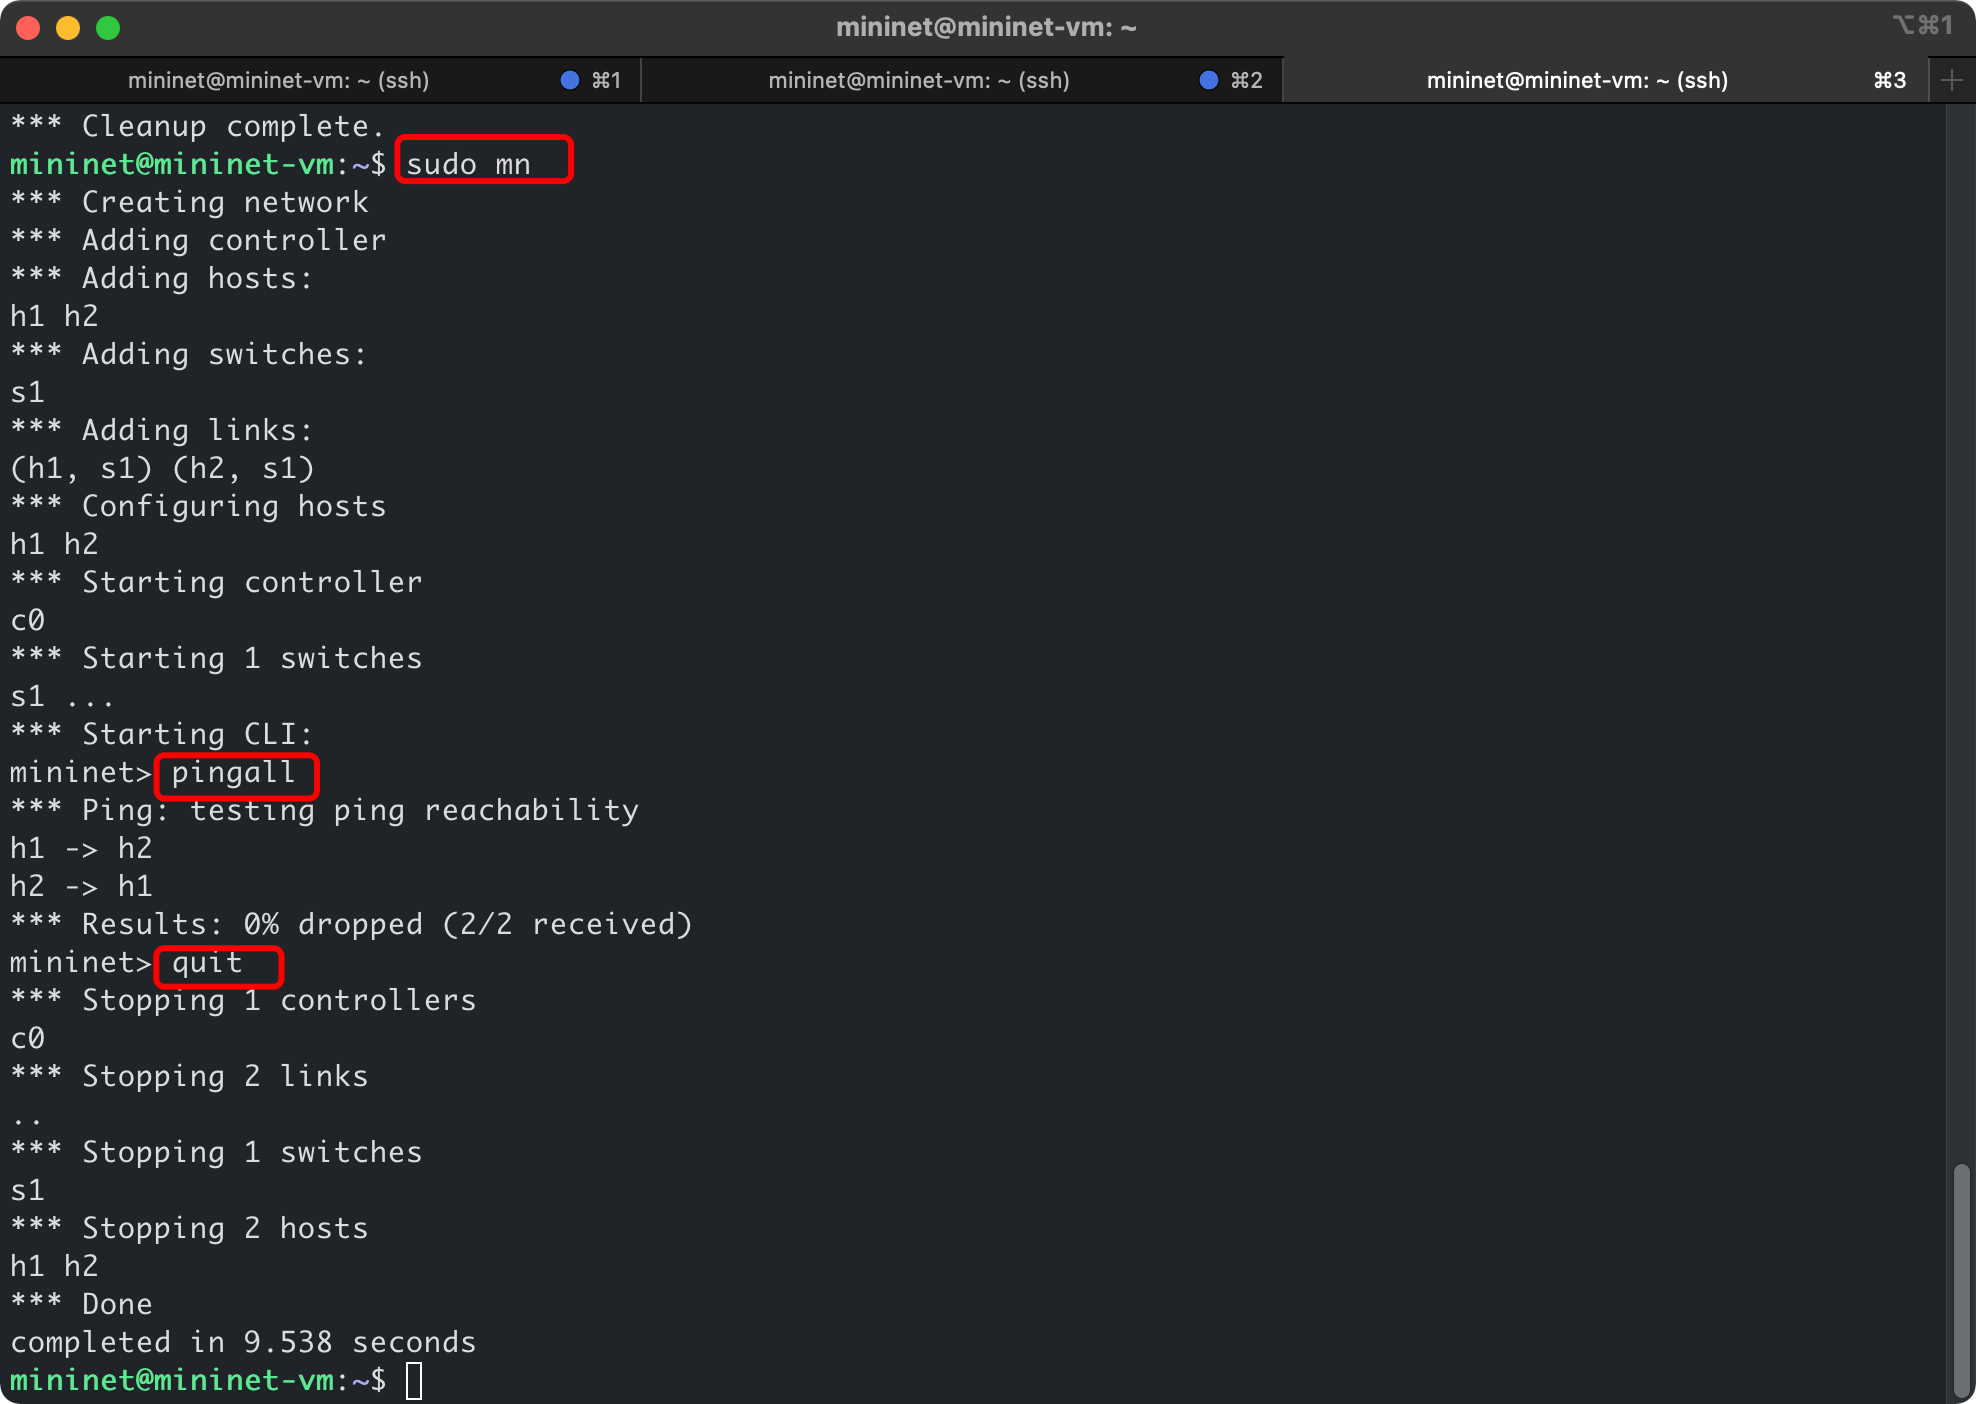 mininet@mininet-vm: ~
⌥⌘1
mininet@mininet-vm: ~ (ssh) ⌘1
mininet@mininet-vm: ~ (ssh) ⌘2
mininet@mininet-vm: ~ (ssh) ⌘3
*** Cleanup complete.
mininet@mininet-vm:~$ sudo mn
*** Creating network
*** Adding controller
*** Adding hosts:
h1 h2
*** Adding switches:
s1
*** Adding links:
(h1, s1) (h2, s1)
*** Configuring hosts
h1 h2
*** Starting controller
c0
*** Starting 1 switches
s1 ...
*** Starting CLI:
mininet> pingall
*** Ping: testing ping reachability
h1 -> h2
h2 -> h1
*** Results: 0% dropped (2/2 received)
mininet> quit
*** Stopping 1 controllers
c0
*** Stopping 2 links
..
*** Stopping 1 switches
s1
*** Stopping 2 hosts
h1 h2
*** Done
completed in 9.538 seconds
mininet@mininet-vm:~$